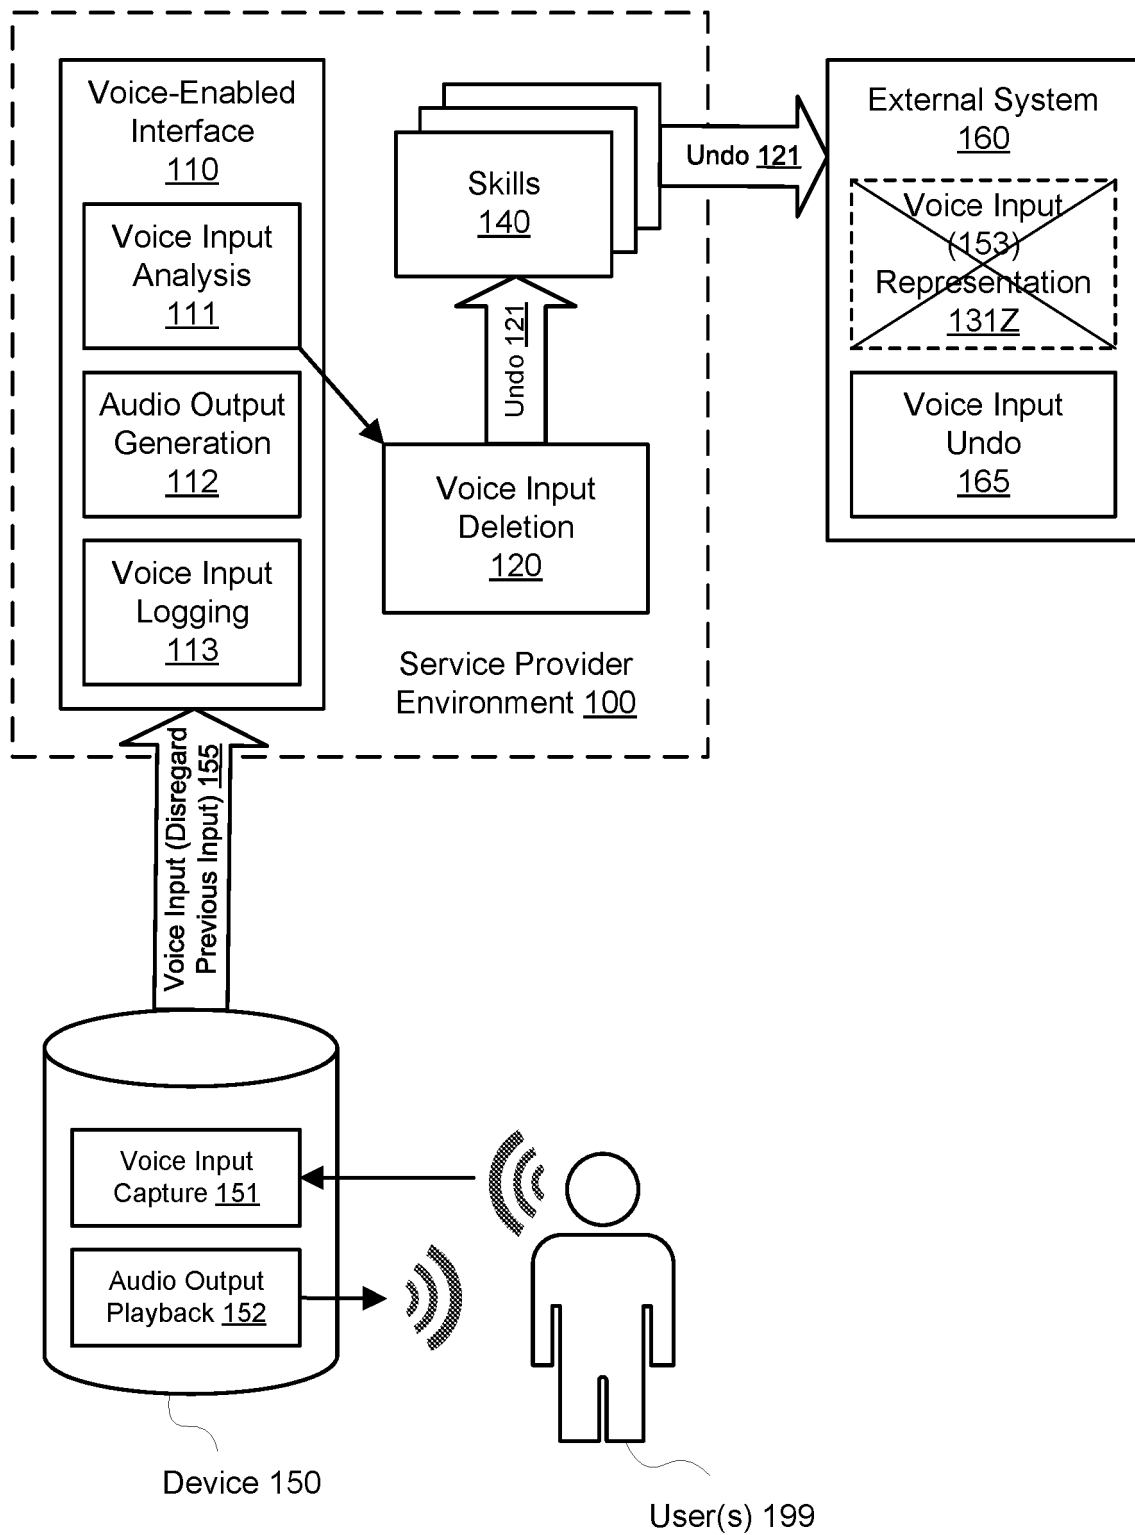 Voice-Enabled
Interface
110
Voice Input
Analysis
111
Audio Output
Generation
112
Voice Input
Logging
113
Skills
140
Undo 121
Undo 121
Voice Input
Deletion
120
Service Provider
Environment 100
External System
160
Voice Input
(153)
Representation
131Z
Voice Input
Undo
165
Voice Input (Disregard
Previous Input) 155
Voice Input
Capture 151
Audio Output
Playback 152
Device 150
User(s) 199